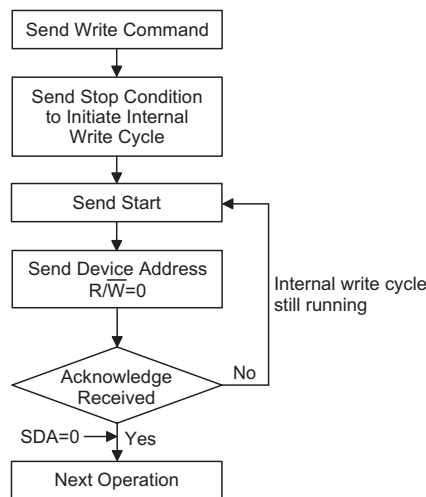 Send Write Command
Send Stop Condition
to Initiate Internal
Write Cycle
Send Start
Send Device Address
R/W̅=0
Internal write cycle
still running
Acknowledge
Received
No
SDA=0
Yes
Next Operation